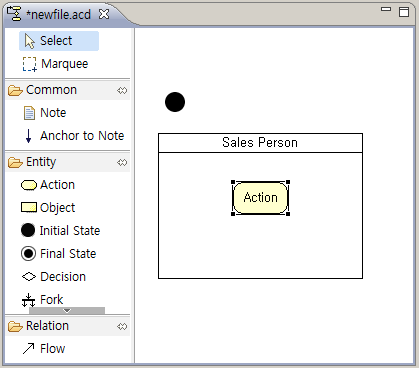 *newfile.acd
Select
Marquee
Common
Note
Anchor to Note
Entity
Action
Object
Initial State
Final State
Decision
Fork
Relation
Flow
Sales Person
Action